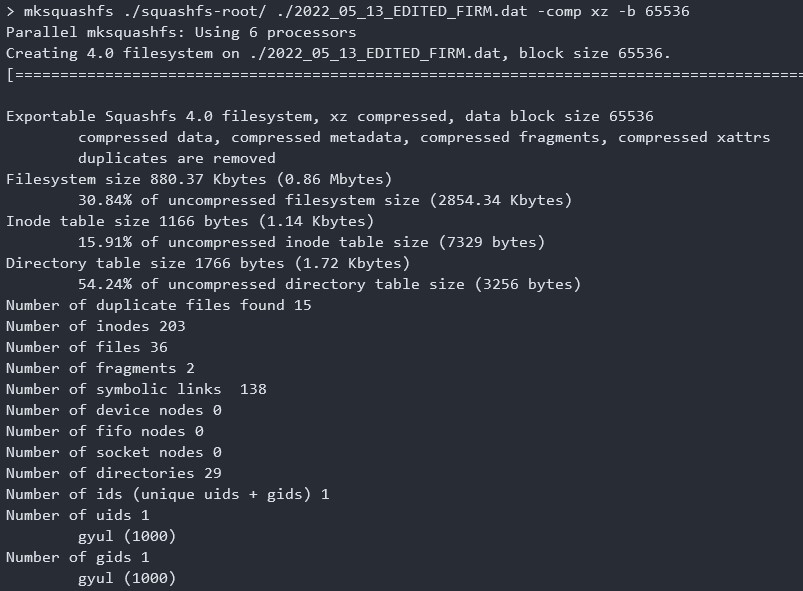 > mksquashfs ./squashfs-root/ ./2022_05_13_EDITED_FIRM.dat -comp xz -b 65536
Parallel mksquashfs: Using 6 processors
Creating 4.0 filesystem on ./2022_05_13_EDITED_FIRM.dat, block size 65536.
[=======================================================================================
Exportable Squashfs 4.0 filesystem, xz compressed, data block size 65536
compressed data, compressed metadata, compressed fragments, compressed xattrs
duplicates are removed
Filesystem size 880.37 Kbytes (0.86 Mbytes)
30.84% of uncompressed filesystem size (2854.34 Kbytes)
Inode table size 1166 bytes (1.14 Kbytes)
15.91% of uncompressed inode table size (7329 bytes)
Directory table size 1766 bytes (1.72 Kbytes)
54.24% of uncompressed directory table size (3256 bytes)
Number of duplicate files found 15
Number of inodes 203
Number of files 36
Number of fragments 2
Number of symbolic links  138
Number of device nodes 0
Number of fifo nodes 0
Number of socket nodes 0
Number of directories 29
Number of ids (unique uids + gids) 1
Number of uids 1
gyul (1000)
Number of gids 1
gyul (1000)